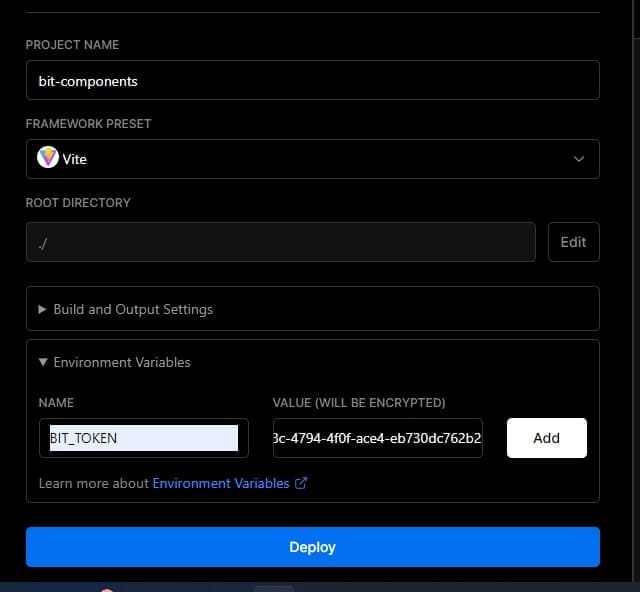 PROJECT NAME
bit-components
FRAMEWORK PRESET
Vite
ROOT DIRECTORY
./
Edit
Build and Output Settings
Environment Variables
NAME
VALUE (WILL BE ENCRYPTED)
BIT_TOKEN
3c-4794-4f0f-ace4-eb730dc762b2
Add
Learn more about Environment Variables
Deploy